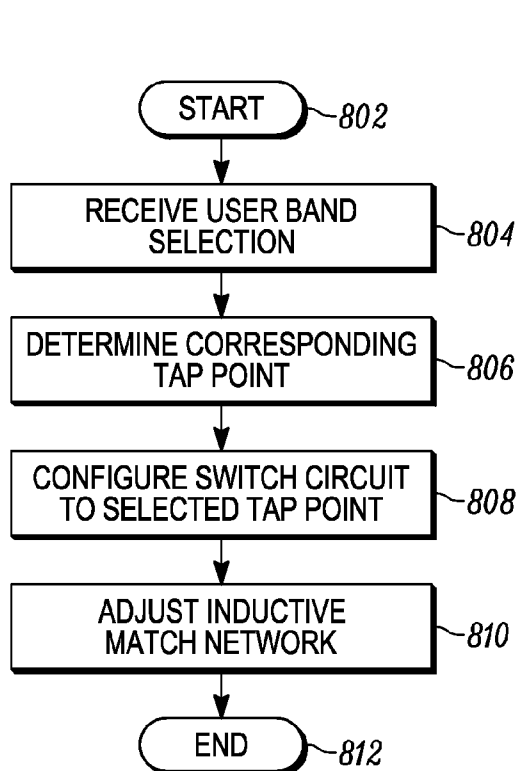 START
802
RECEIVE USER BAND
SELECTION
804
DETERMINE CORRESPONDING
TAP POINT
806
CONFIGURE SWITCH CIRCUIT
TO SELECTED TAP POINT
808
ADJUST INDUCTIVE
MATCH NETWORK
810
END
812